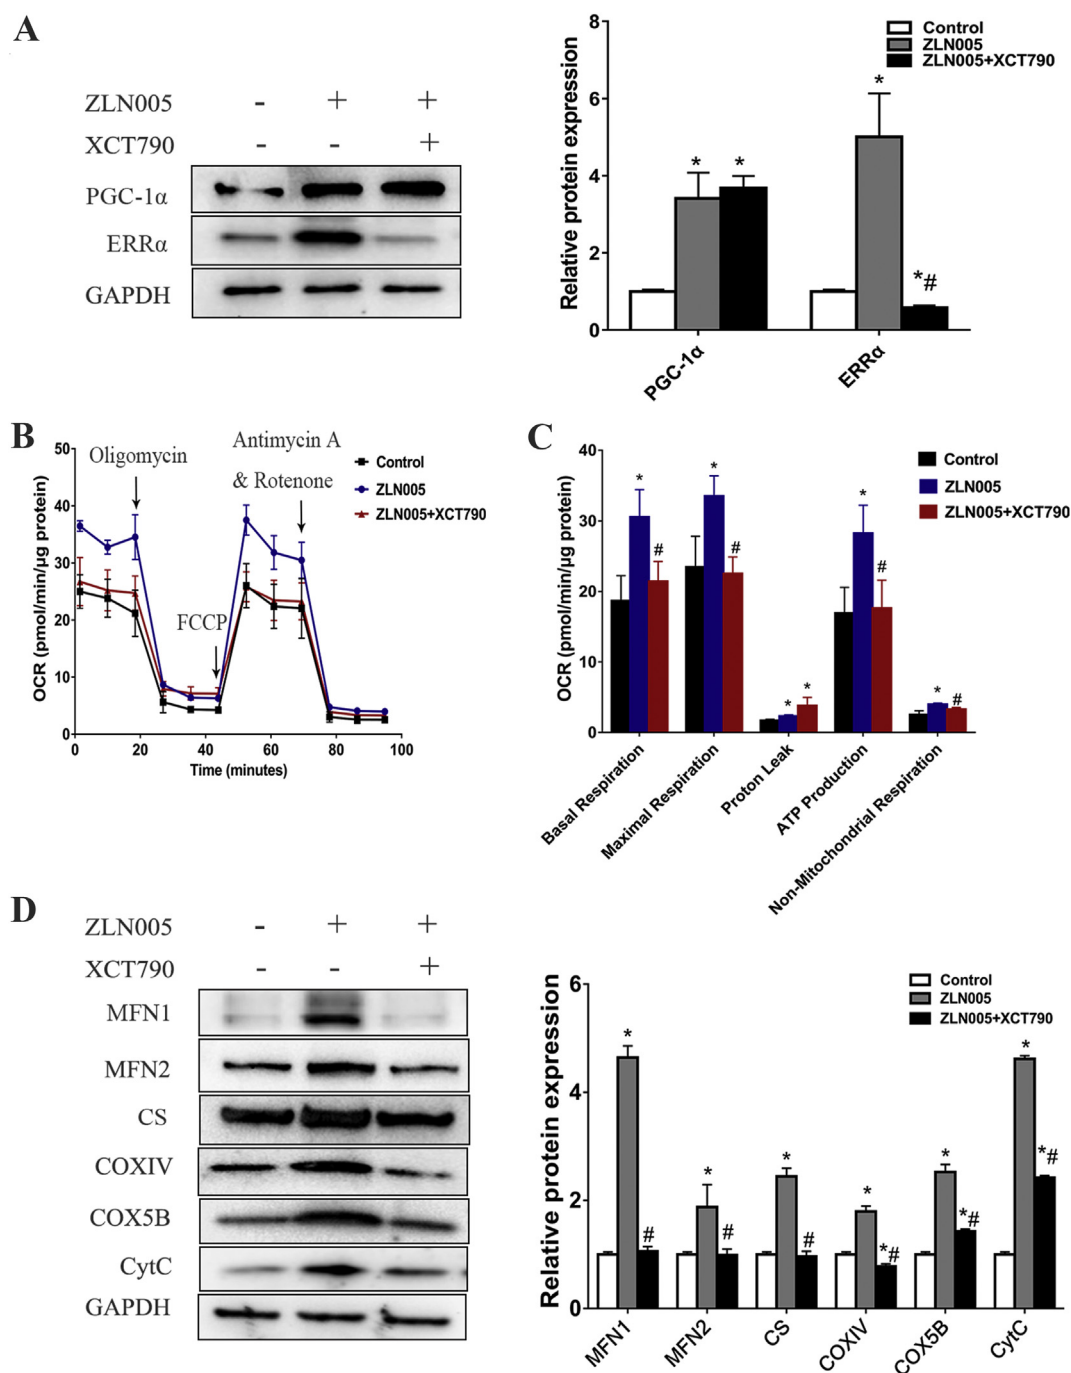 A
ZLN005 - + +
XCT790 - - +
PGC-1α
ERRα
GAPDH
Relative protein expression
8
6
4
2
0
Control
ZLN005
ZLN005+XCT790
*
*
*
*#
PGC-1α
ERRα
B
OCR (pmol/min/μg protein)
50
40
30
20
10
0
0 20 40 60 80 100
Time (minutes)
Oligomycin
FCCP
Antimycin A
& Rotenone
Control
ZLN005
ZLN005+XCT790
C
OCR (pmol/min/μg protein)
40
30
20
10
0
Control
ZLN005
ZLN005+XCT790
* #
* #
* *
* #
* #
Basal Respiration
Maximal Respiration
Proton Leak
ATP Production
Non-Mitochondrial Respiration
D
ZLN005 - + +
XCT790 - - +
MFN1
MFN2
CS
COXIV
COX5B
CytC
GAPDH
Relative protein expression
6
4
2
0
Control
ZLN005
ZLN005+XCT790
* #
* #
* #
* *#
* *#
* *#
MFN1
MFN2
CS
COXIV
COX5B
CytC